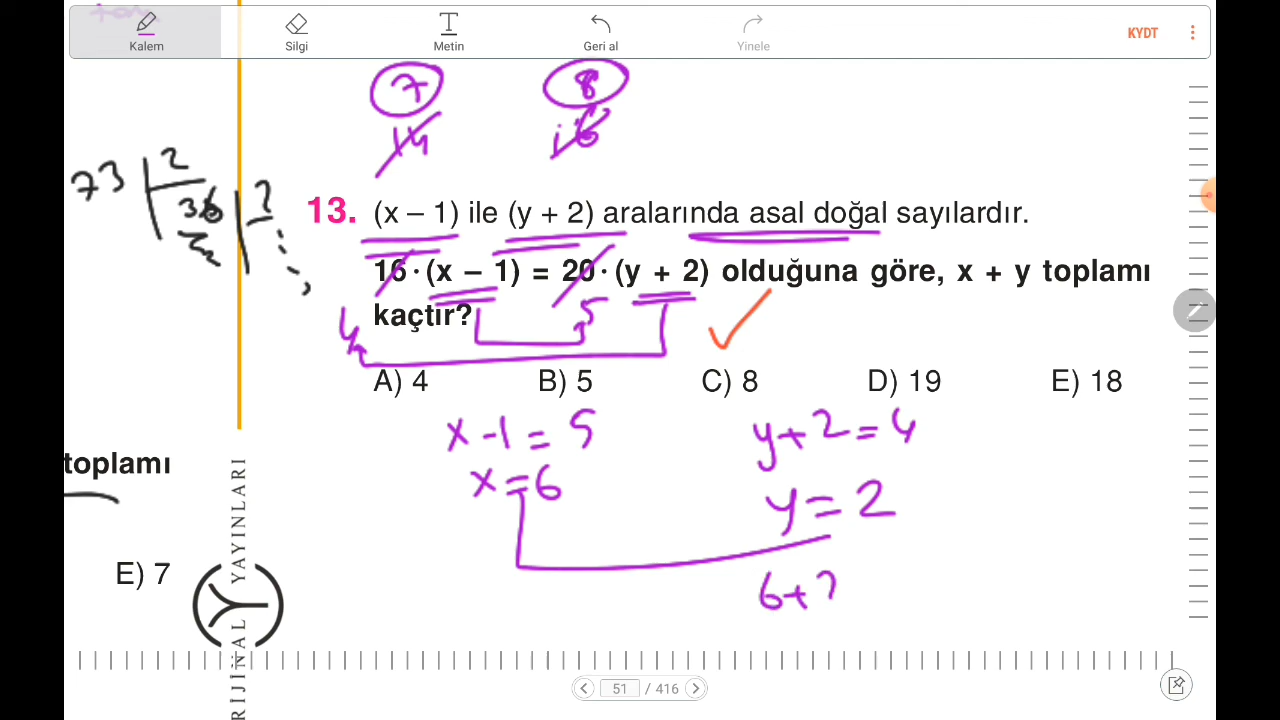 Kalem
Silgi
Metin
Geri al
Yinele
KYDT
7
8
14
16
73 2
36 2
13. (x – 1) ile (y + 2) aralarında asal doğal sayılardır.
16 · (x – 1) = 20 · (y + 2) olduğuna göre, x + y toplamı
kaçtır?
4
5
A) 4 B) 5 C) 8 D) 19 E) 18
x - 1 = 5
y + 2 = 4
x = 6
y = 2
6 + 2
toplamı
E) 7
RİJİNAL YAYINLARI
51 / 416